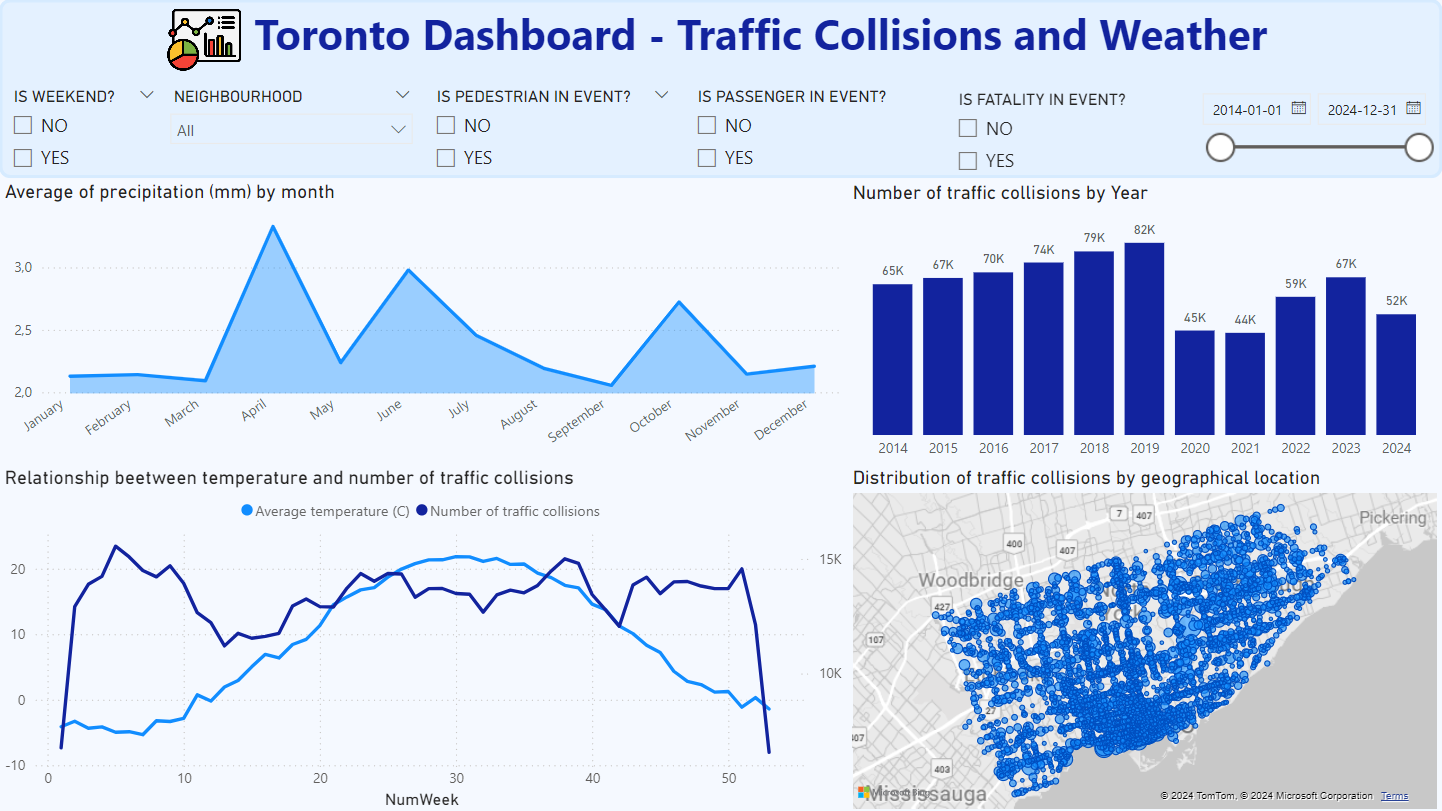 Toronto Dashboard - Traffic Collisions and Weather
IS WEEKEND?
NO
YES
NEIGHBOURHOOD
All
IS PEDESTRIAN IN EVENT?
NO
YES
IS PASSENGER IN EVENT?
NO
YES
IS FATALITY IN EVENT?
NO
YES
2014-01-01
2024-12-31
Average of precipitation (mm) by month
3,0
2,5
2,0
January
February
March
April
May
June
July
August
September
October
November
December
Number of traffic collisions by Year
65K
67K
70K
74K
79K
82K
45K
44K
59K
67K
52K
2014
2015
2016
2017
2018
2019
2020
2021
2022
2023
2024
Relationship beetween temperature and number of traffic collisions
Average temperature (C)
Number of traffic collisions
20
10
0
-10
15K
10K
0
10
20
30
40
50
NumWeek
Distribution of traffic collisions by geographical location
Pickering
7
407
400
407
Woodbridge
427
107
27
407
403
Mississauga
© 2024 TomTom, © 2024 Microsoft Corporation
Terms